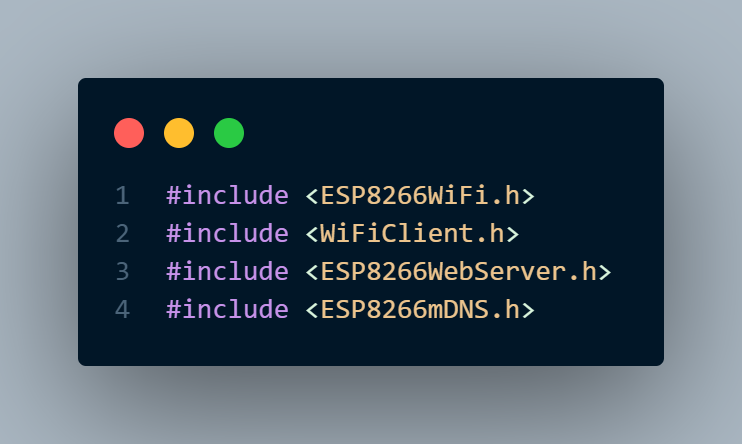 1 #include <ESP8266WiFi.h>
2 #include <WiFiClient.h>
3 #include <ESP8266WebServer.h>
4 #include <ESP8266mDNS.h>